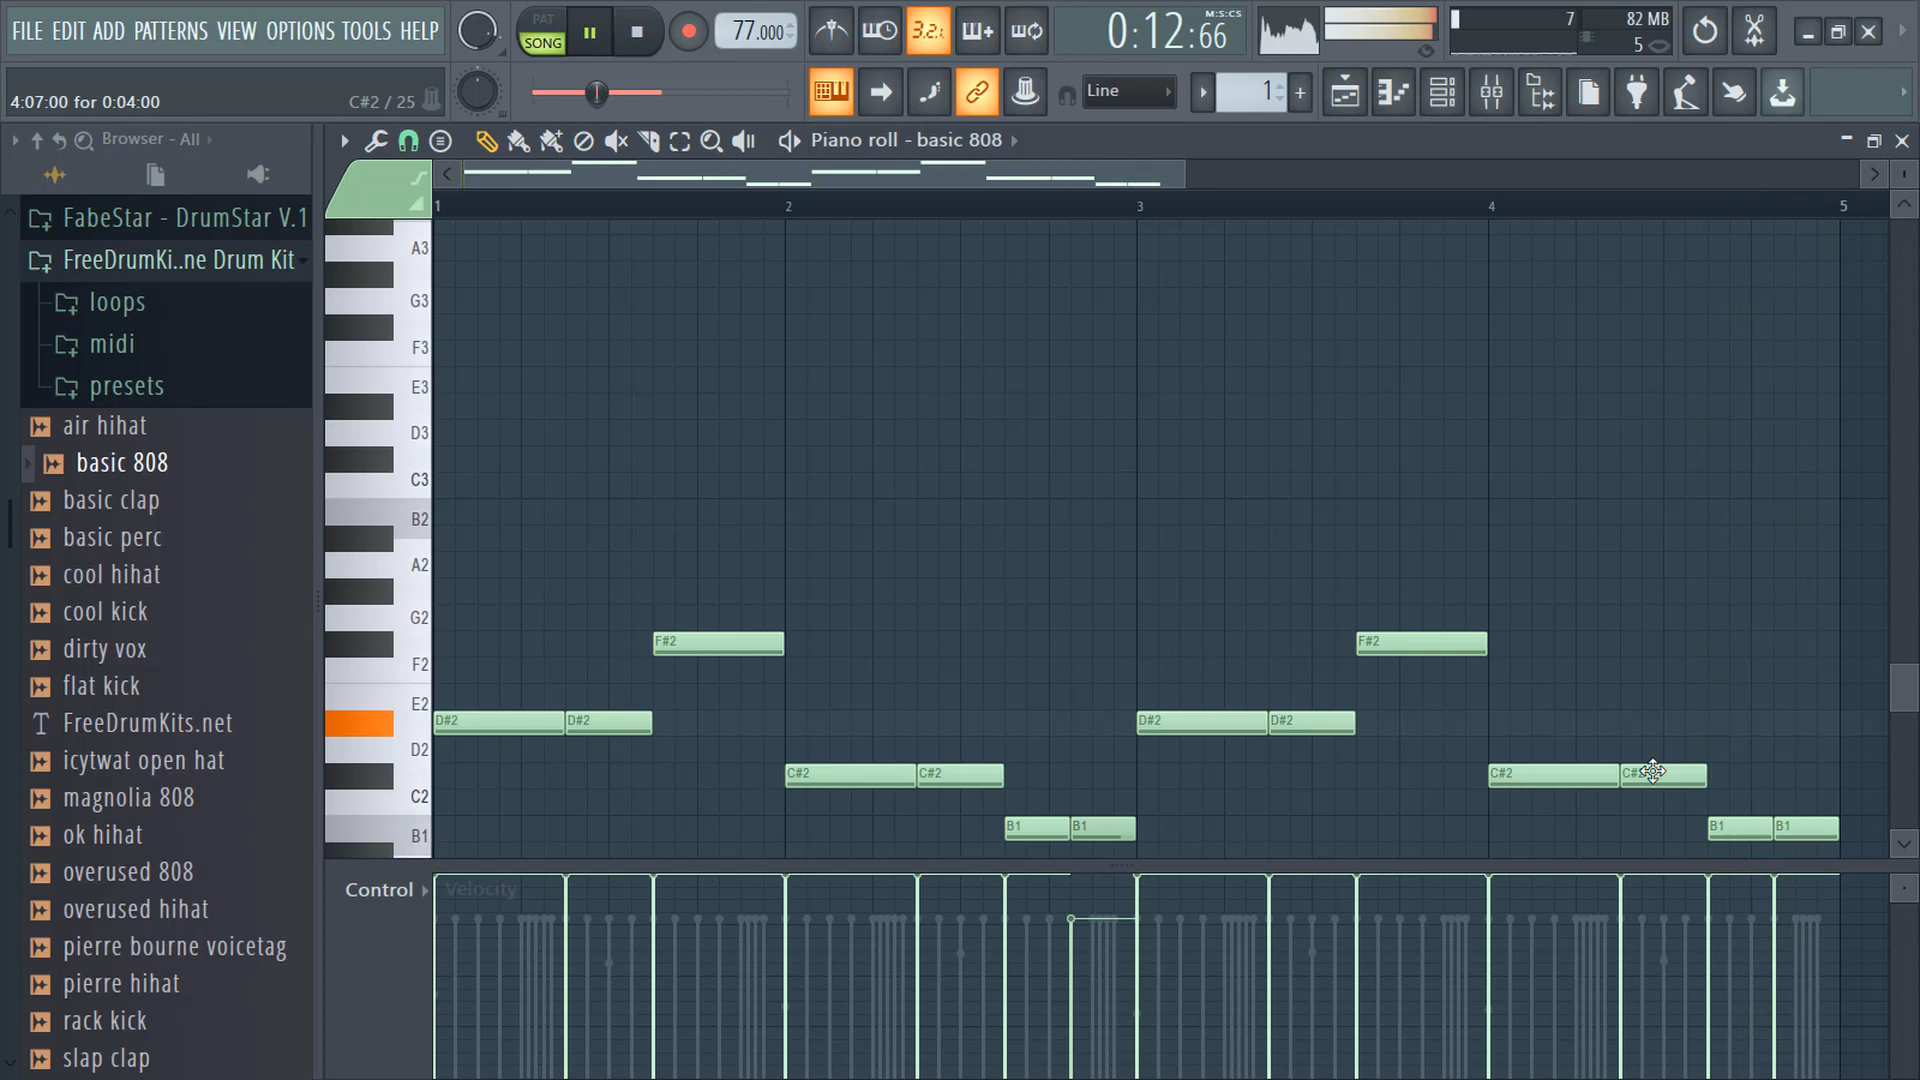 FILE EDIT ADD PATTERNS VIEW OPTIONS TOOLS HELP
PAT
SONG
77.000
3.2.
0:12:66
M:S:CS
7
82 MB
5
4:07:00 for 0:04:00
C#2 / 25
Line
1
Browser - All
Piano roll - basic 808
FabeStar - DrumStar V.1
FreeDrumKi..ne Drum Kit
loops
midi
presets
air hihat
basic 808
basic clap
basic perc
cool hihat
cool kick
dirty vox
flat kick
FreeDrumKits.net
icytwat open hat
magnolia 808
ok hihat
overused 808
overused hihat
pierre bourne voicetag
pierre hihat
rack kick
slap clap
1 2 3 4 5
A3
G3
F3
E3
D3
C3
B2
A2
G2
F2
E2
D2
C2
B1
F#2 F#2
D#2 D#2 D#2 D#2
C#2 C#2 C#2
B1 B1 B1 B1
Control
Velocity